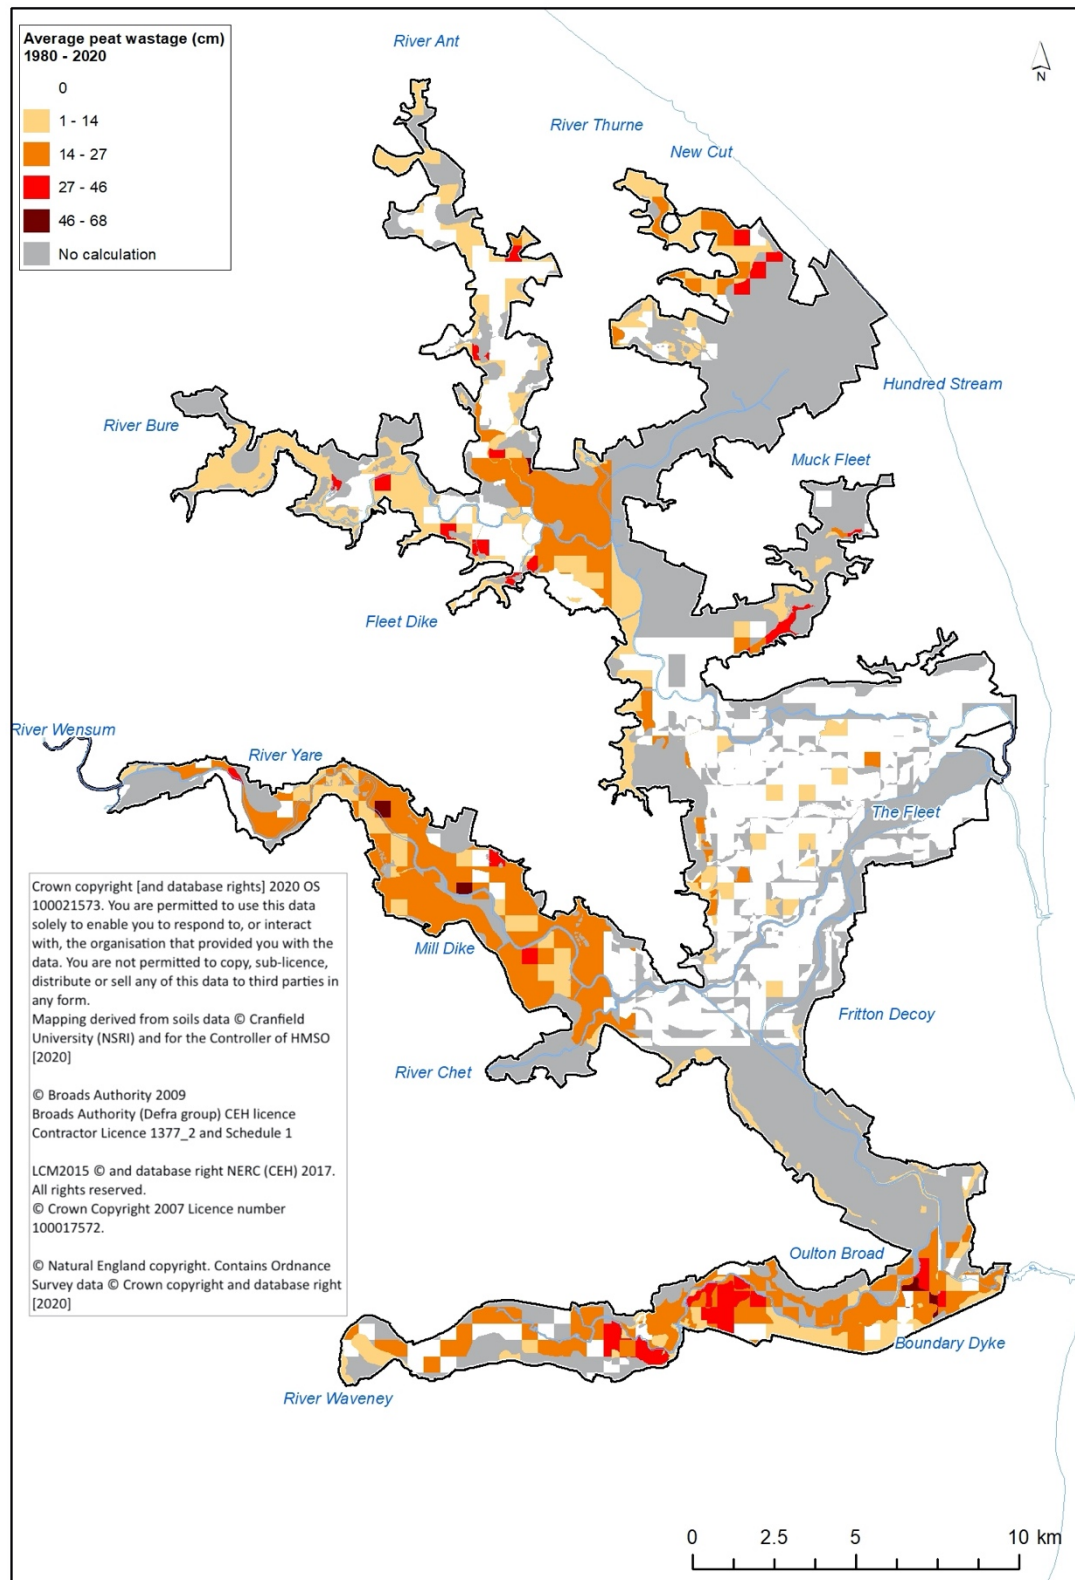 Average peat wastage (cm)
1980 - 2020
0
1 - 14
14 - 27
27 - 46
46 - 68
No calculation
River Ant
N
River Thurne
New Cut
Hundred Stream
River Bure
Muck Fleet
Fleet Dike
River Wensum
River Yare
The Fleet
Crown copyright [and database rights] 2020 OS
100021573. You are permitted to use this data
solely to enable you to respond to, or interact
with, the organisation that provided you with the
data. You are not permitted to copy, sub-licence,
distribute or sell any of this data to third parties in
any form.
Mapping derived from soils data © Cranfield
University (NSRI) and for the Controller of HMSO
[2020]
© Broads Authority 2009
Broads Authority (Defra group) CEH licence
Contractor Licence 1377_2 and Schedule 1
LCM2015 © and database right NERC (CEH) 2017.
All rights reserved.
© Crown Copyright 2007 Licence number
100017572.
© Natural England copyright. Contains Ordnance
Survey data © Crown copyright and database right
[2020]
Mill Dike
Fritton Decoy
River Chet
Oulton Broad
Boundary Dyke
River Waveney
0 2.5 5 10 km